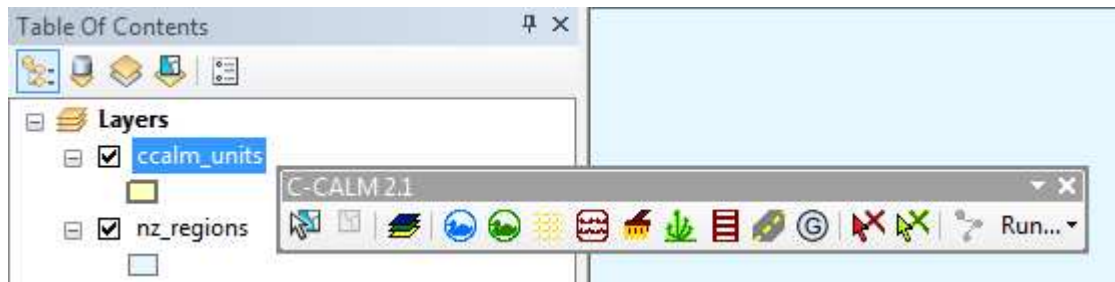 Table Of Contents
Layers
ccalm_units
C-CALM 2.1
nz_regions
G
Run...